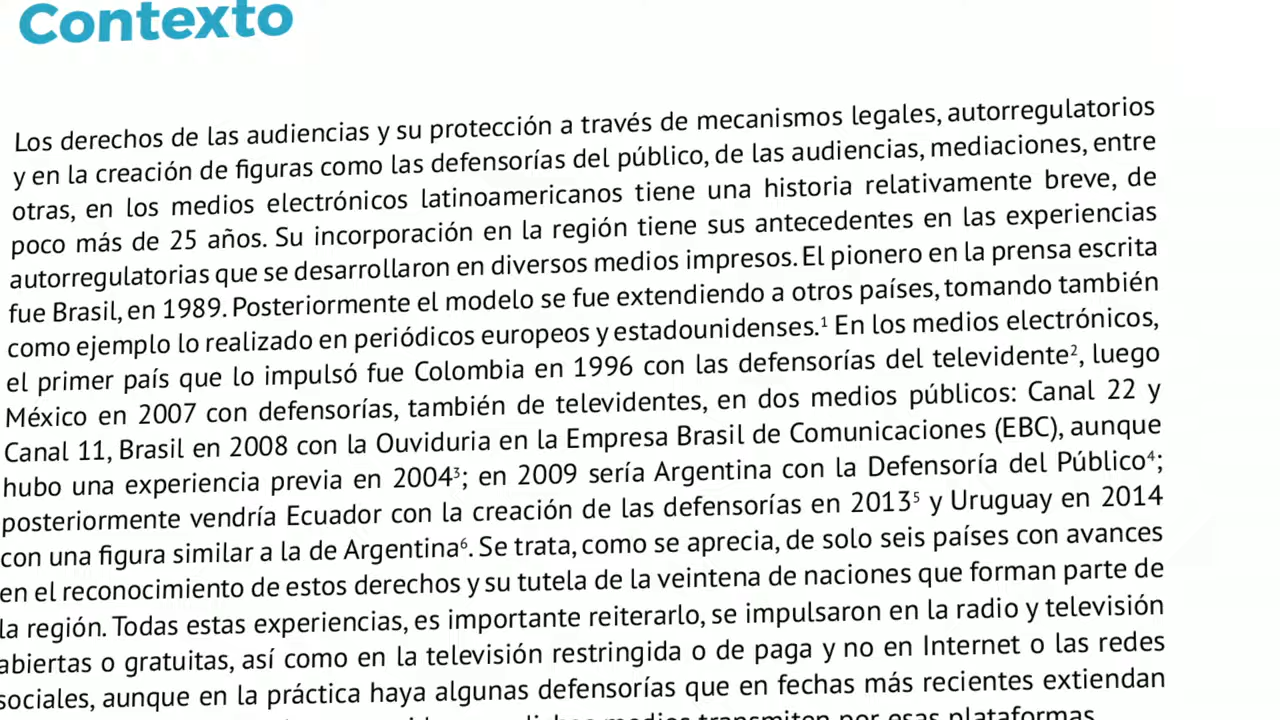 Contexto
Los derechos de las audiencias y su protección a través de mecanismos legales, autorregulatorios
y en la creación de figuras como las defensorías del público, de las audiencias, mediaciones, entre
otras, en los medios electrónicos latinoamericanos tiene una historia relativamente breve, de
poco más de 25 años. Su incorporación en la región tiene sus antecedentes en las experiencias
autorregulatorias que se desarrollaron en diversos medios impresos. El pionero en la prensa escrita
fue Brasil, en 1989. Posteriormente el modelo se fue extendiendo a otros países, tomando también
como ejemplo lo realizado en periódicos europeos y estadounidenses.¹ En los medios electrónicos,
el primer país que lo impulsó fue Colombia en 1996 con las defensorías del televidente², luego
México en 2007 con defensorías, también de televidentes, en dos medios públicos: Canal 22 y
Canal 11, Brasil en 2008 con la Ouviduria en la Empresa Brasil de Comunicaciones (EBC), aunque
hubo una experiencia previa en 2004³; en 2009 sería Argentina con la Defensoría del Público⁴;
posteriormente vendría Ecuador con la creación de las defensorías en 2013⁵ y Uruguay en 2014
con una figura similar a la de Argentina⁶. Se trata, como se aprecia, de solo seis países con avances
en el reconocimiento de estos derechos y su tutela de la veintena de naciones que forman parte de
la región. Todas estas experiencias, es importante reiterarlo, se impulsaron en la radio y televisión
abiertas o gratuitas, así como en la televisión restringida o de paga y no en Internet o las redes
sociales, aunque en la práctica haya algunas defensorías que en fechas más recientes extiendan
medios transmiten por esas plataformas.